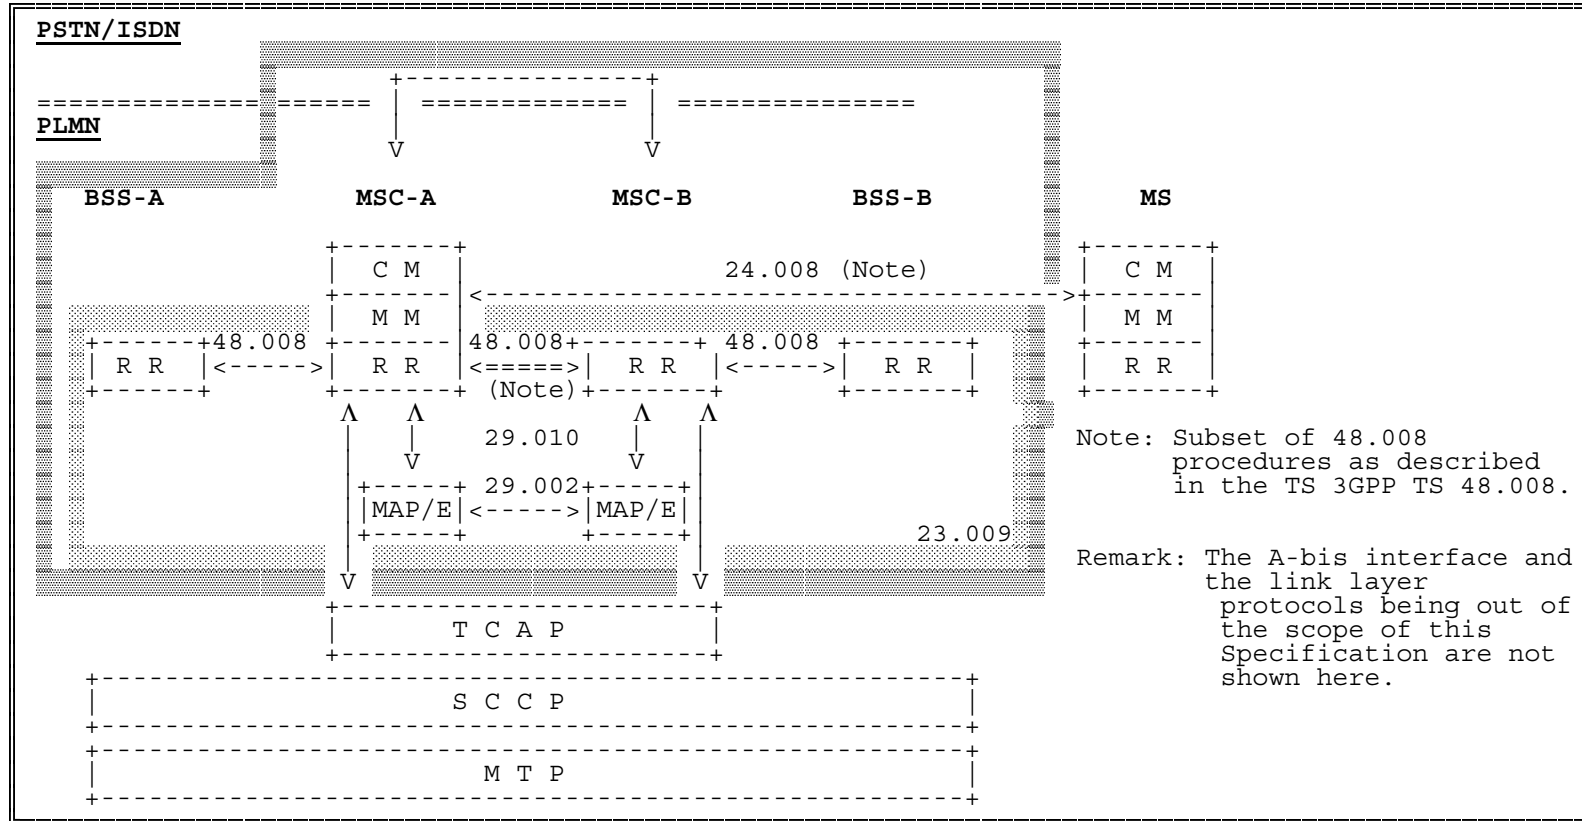 PSTN/ISDN
PLMN
BSS-A MSC-A MSC-B BSS-B MS
C M 24.008 (Note) C M
M M M M
48.008 48.008 48.008
R R R R R R R R R R
(Note)
29.010
Note: Subset of 48.008
procedures as described
in the TS 3GPP TS 48.008.
29.002
MAP/E MAP/E
23.009
Remark: The A-bis interface and
the link layer
protocols being out of
the scope of this
Specification are not
shown here.
T C A P
S C C P
M T P